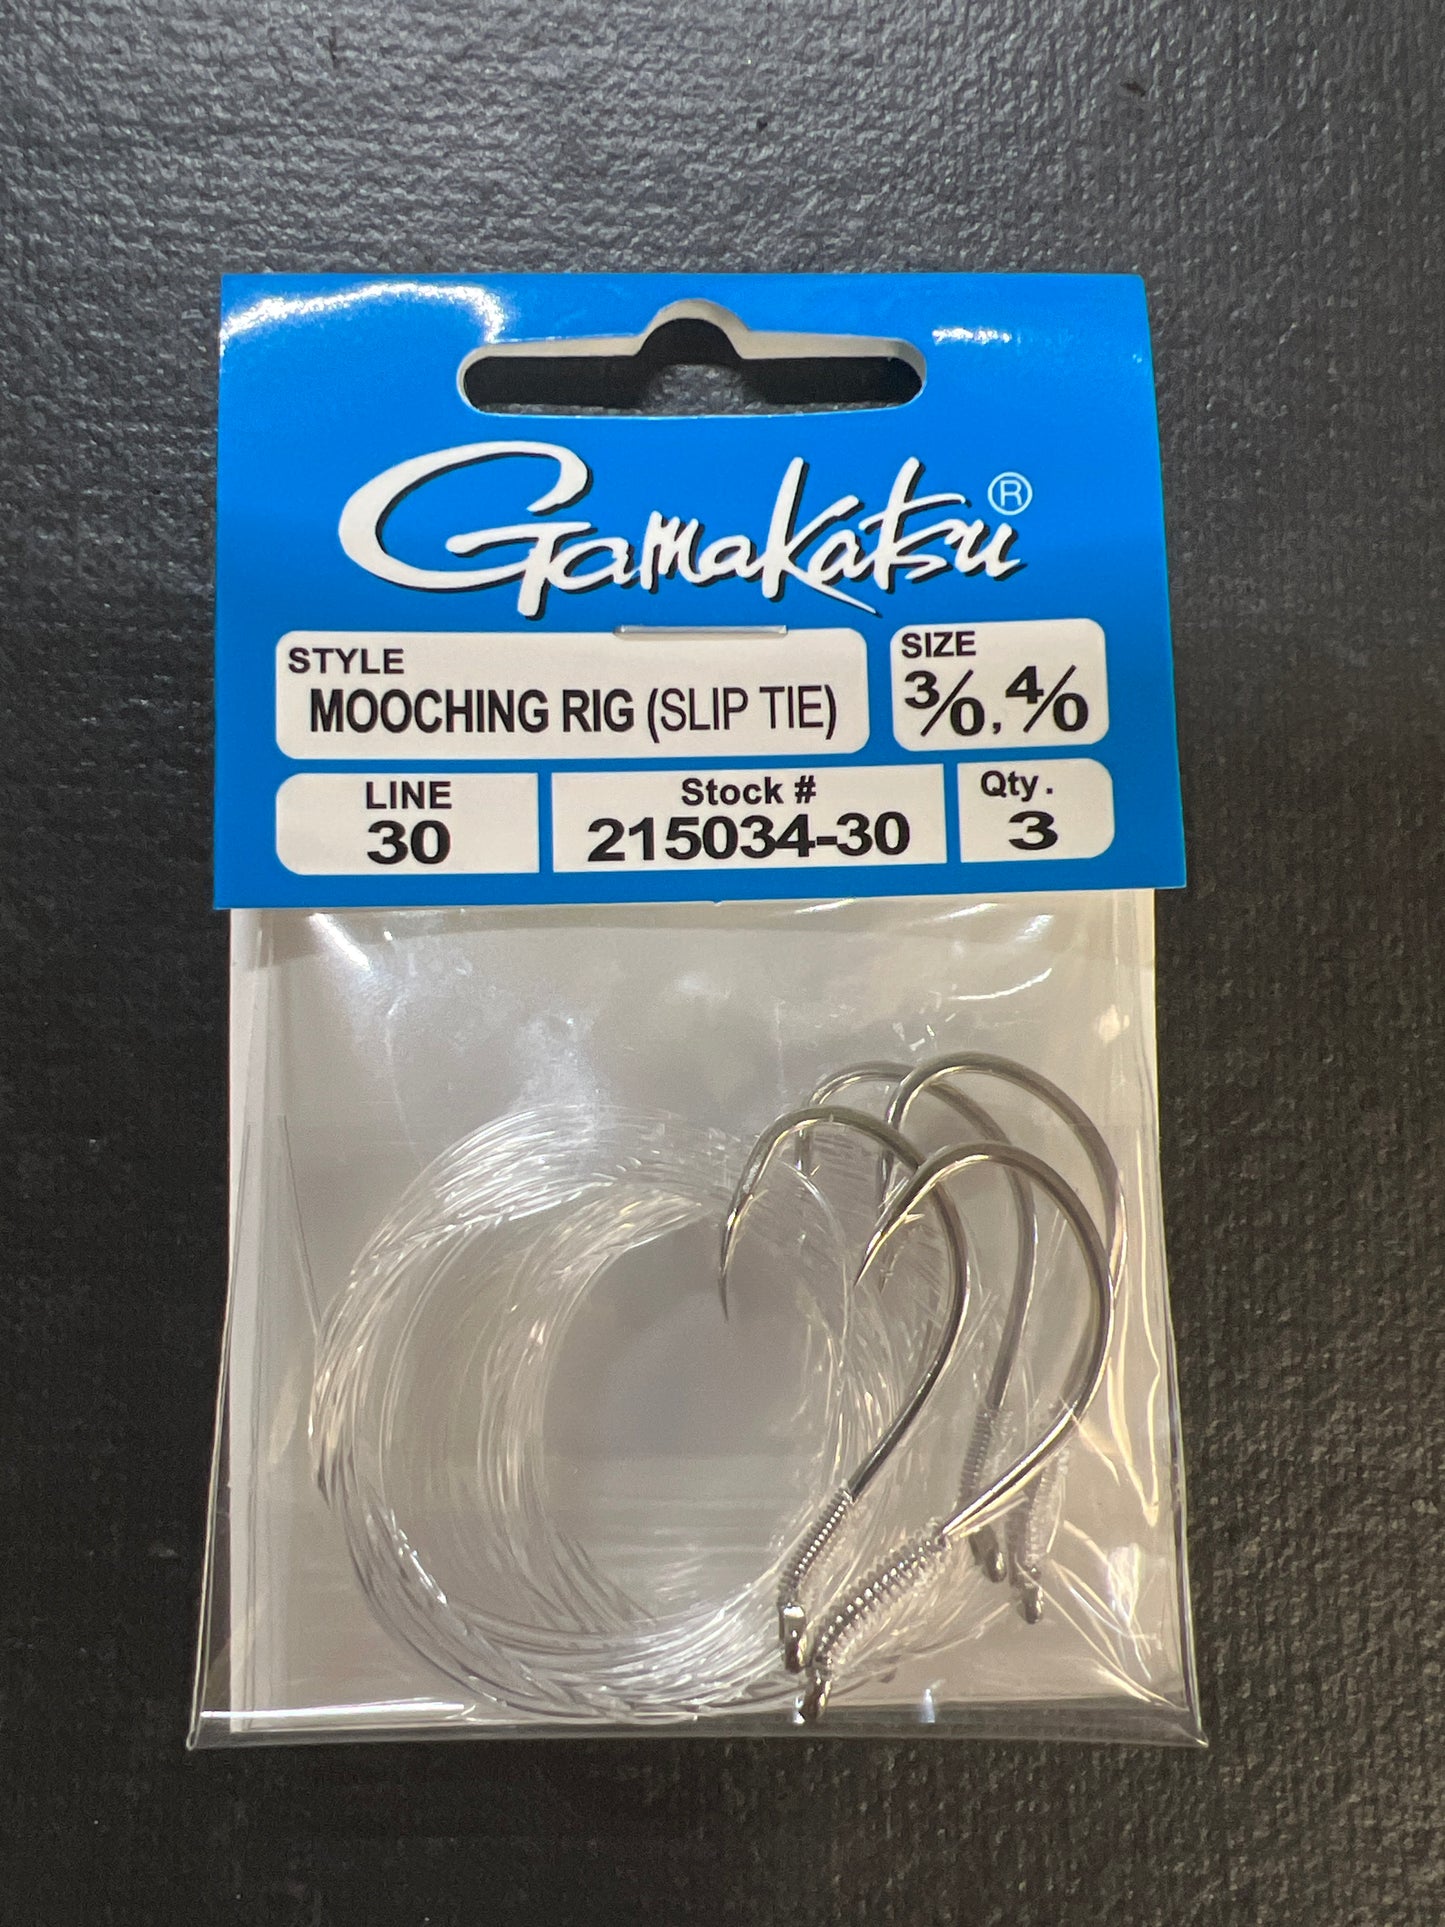 Gamakatsu®
STYLE
MOOCHING RIG (SLIP TIE)
SIZE
3/0, 4/0
LINE
30
Stock #
215034-30
Qty.
3